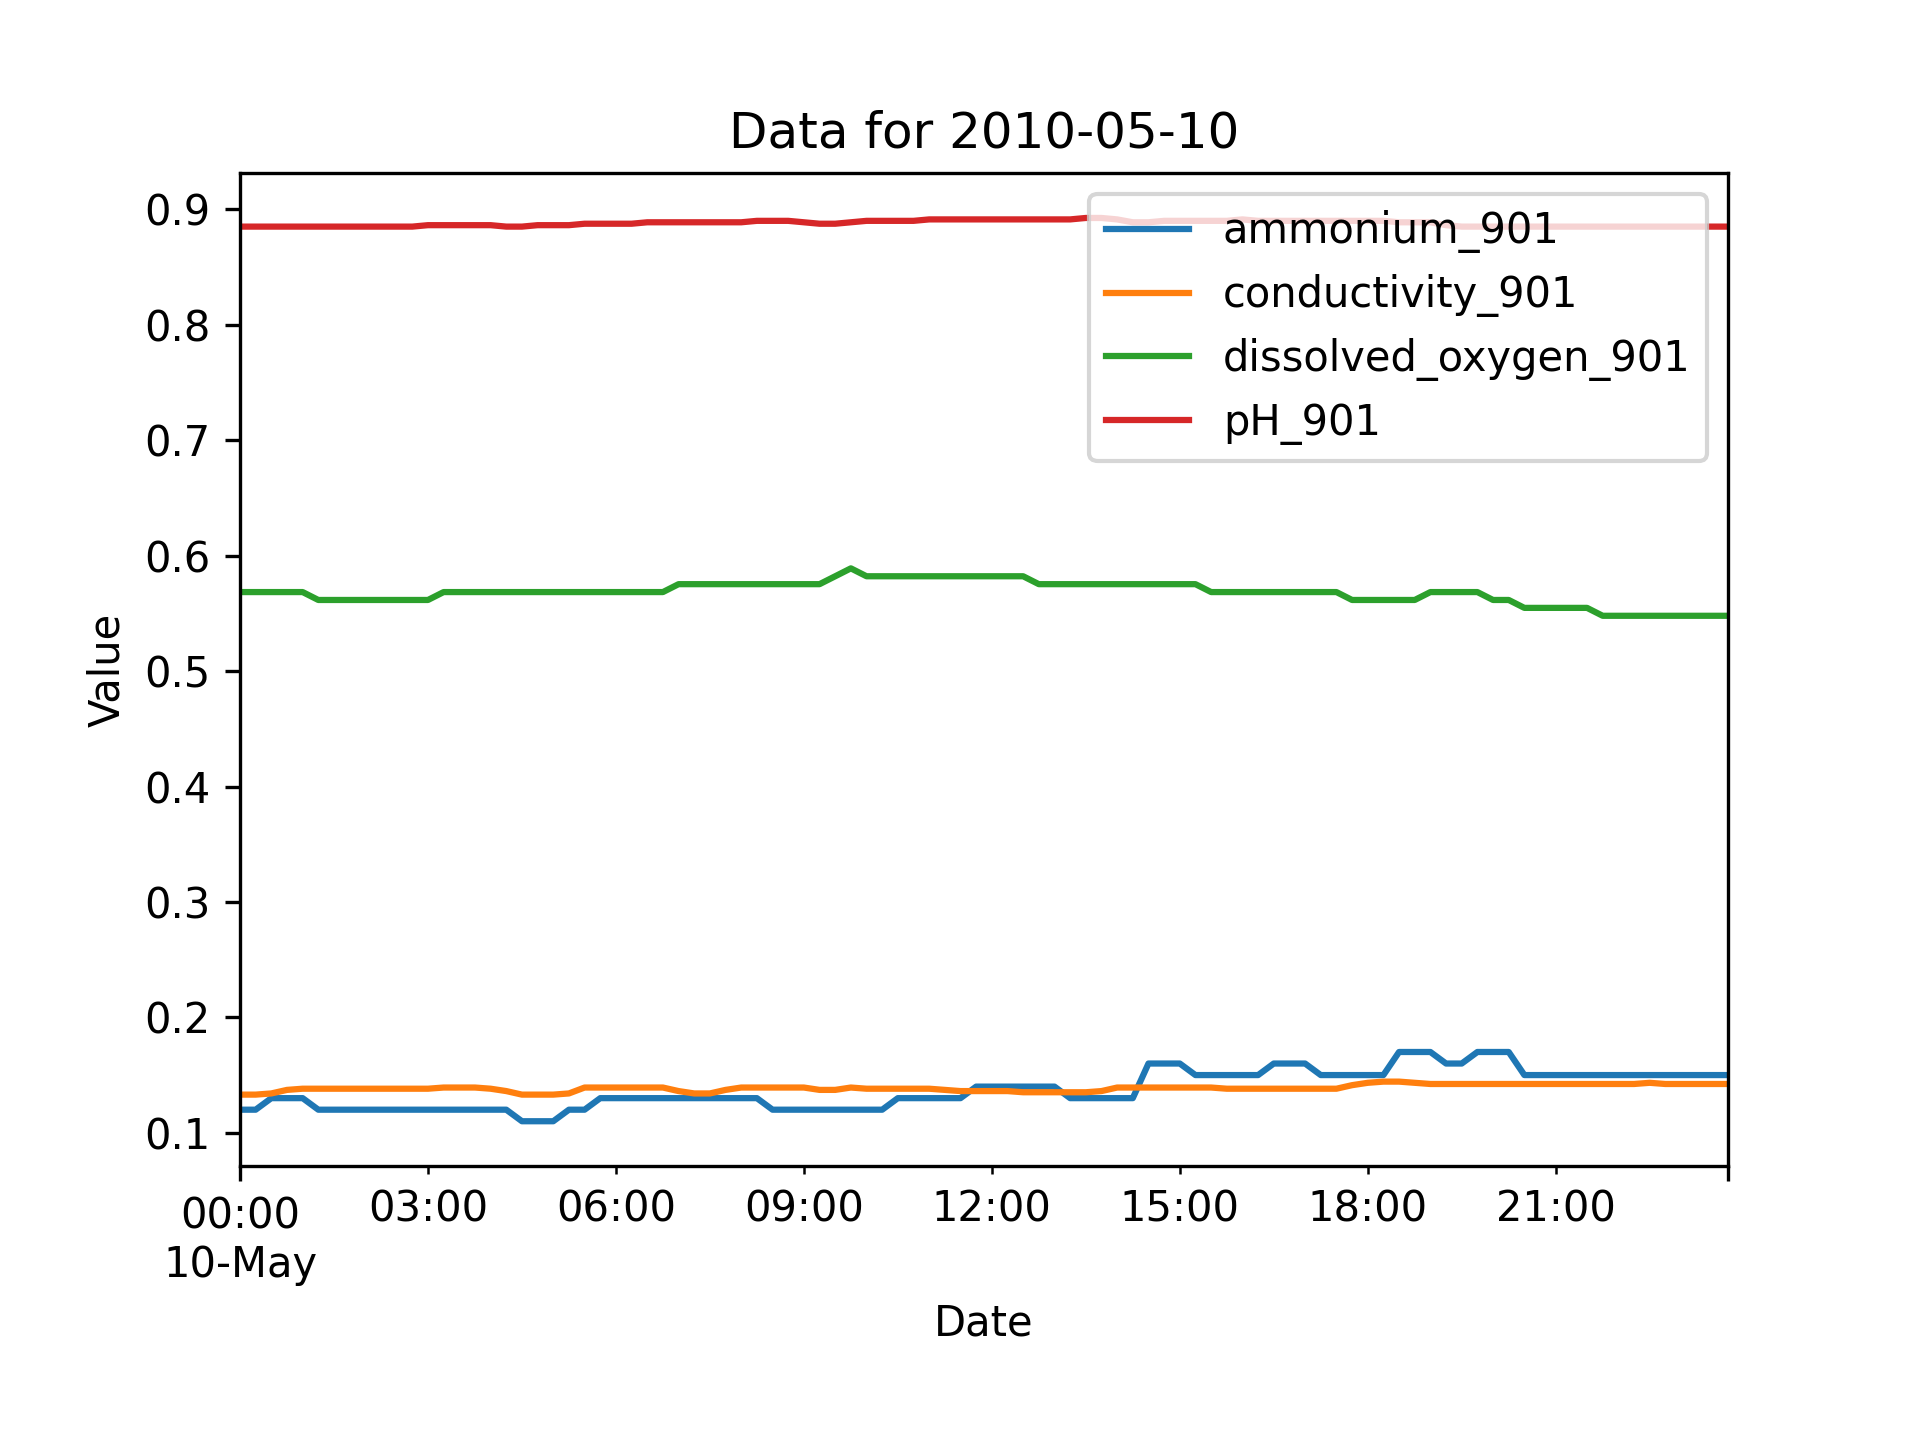 Data for 2010-05-10
0.9
0.8
0.7
0.6
0.5
0.4
0.3
0.2
0.1
Value
ammonium_901
conductivity_901
dissolved_oxygen_901
pH_901
00:00 03:00 06:00 09:00 12:00 15:00 18:00 21:00
10-May
Date